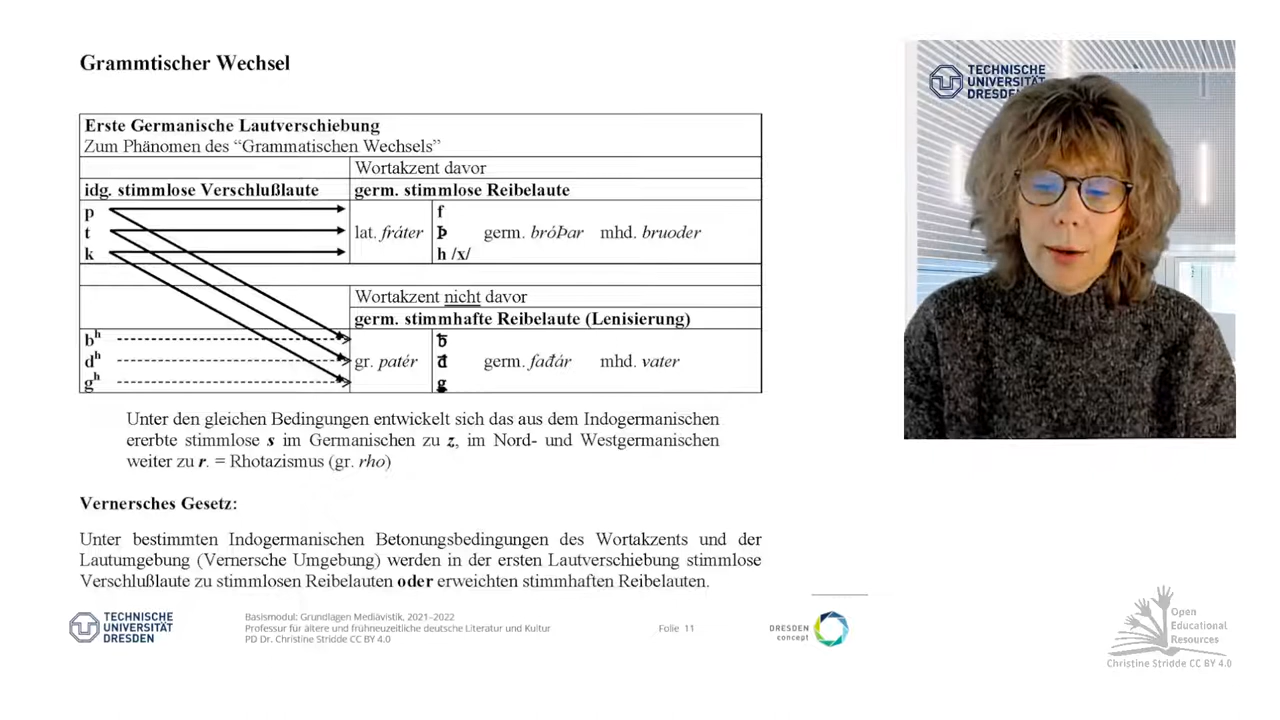 Grammtischer Wechsel
Erste Germanische Lautverschiebung
Zum Phänomen des “Grammatischen Wechsels”
Wortakzent davor
idg. stimmlose Verschlußlaute germ. stimmlose Reibelaute
p f
t lat. fráter Þ germ. bróÞar mhd. bruoder
k h /x/
Wortakzent nicht davor
germ. stimmhafte Reibelaute (Lenisierung)
bʰ ƀ
dʰ gr. patér đ germ. fađár mhd. vater
gʰ g
Unter den gleichen Bedingungen entwickelt sich das aus dem Indogermanischen
ererbte stimmlose s im Germanischen zu z, im Nord- und Westgermanischen
weiter zu r. = Rhotazismus (gr. rho)
Vernersches Gesetz:
Unter bestimmten Indogermanischen Betonungsbedingungen des Wortakzents und der
Lautumgebung (Vernersche Umgebung) werden in der ersten Lautverschiebung stimmlose
Verschlußlaute zu stimmlosen Reibelauten oder erweichten stimmhaften Reibelauten.
TECHNISCHE
UNIVERSITÄT
DRESDEN
Basismodul: Grundlagen Mediävistik, 2021–2022
Professur für ältere und frühneuzeitliche deutsche Literatur und Kultur
PD Dr. Christine Stridde CC BY 4.0
Folie 11
DRESDEN
concept
TECHNISCHE
UNIVERSITÄT
DRESDEN
Open
Educational
Resources
Christine Stridde CC BY 4.0